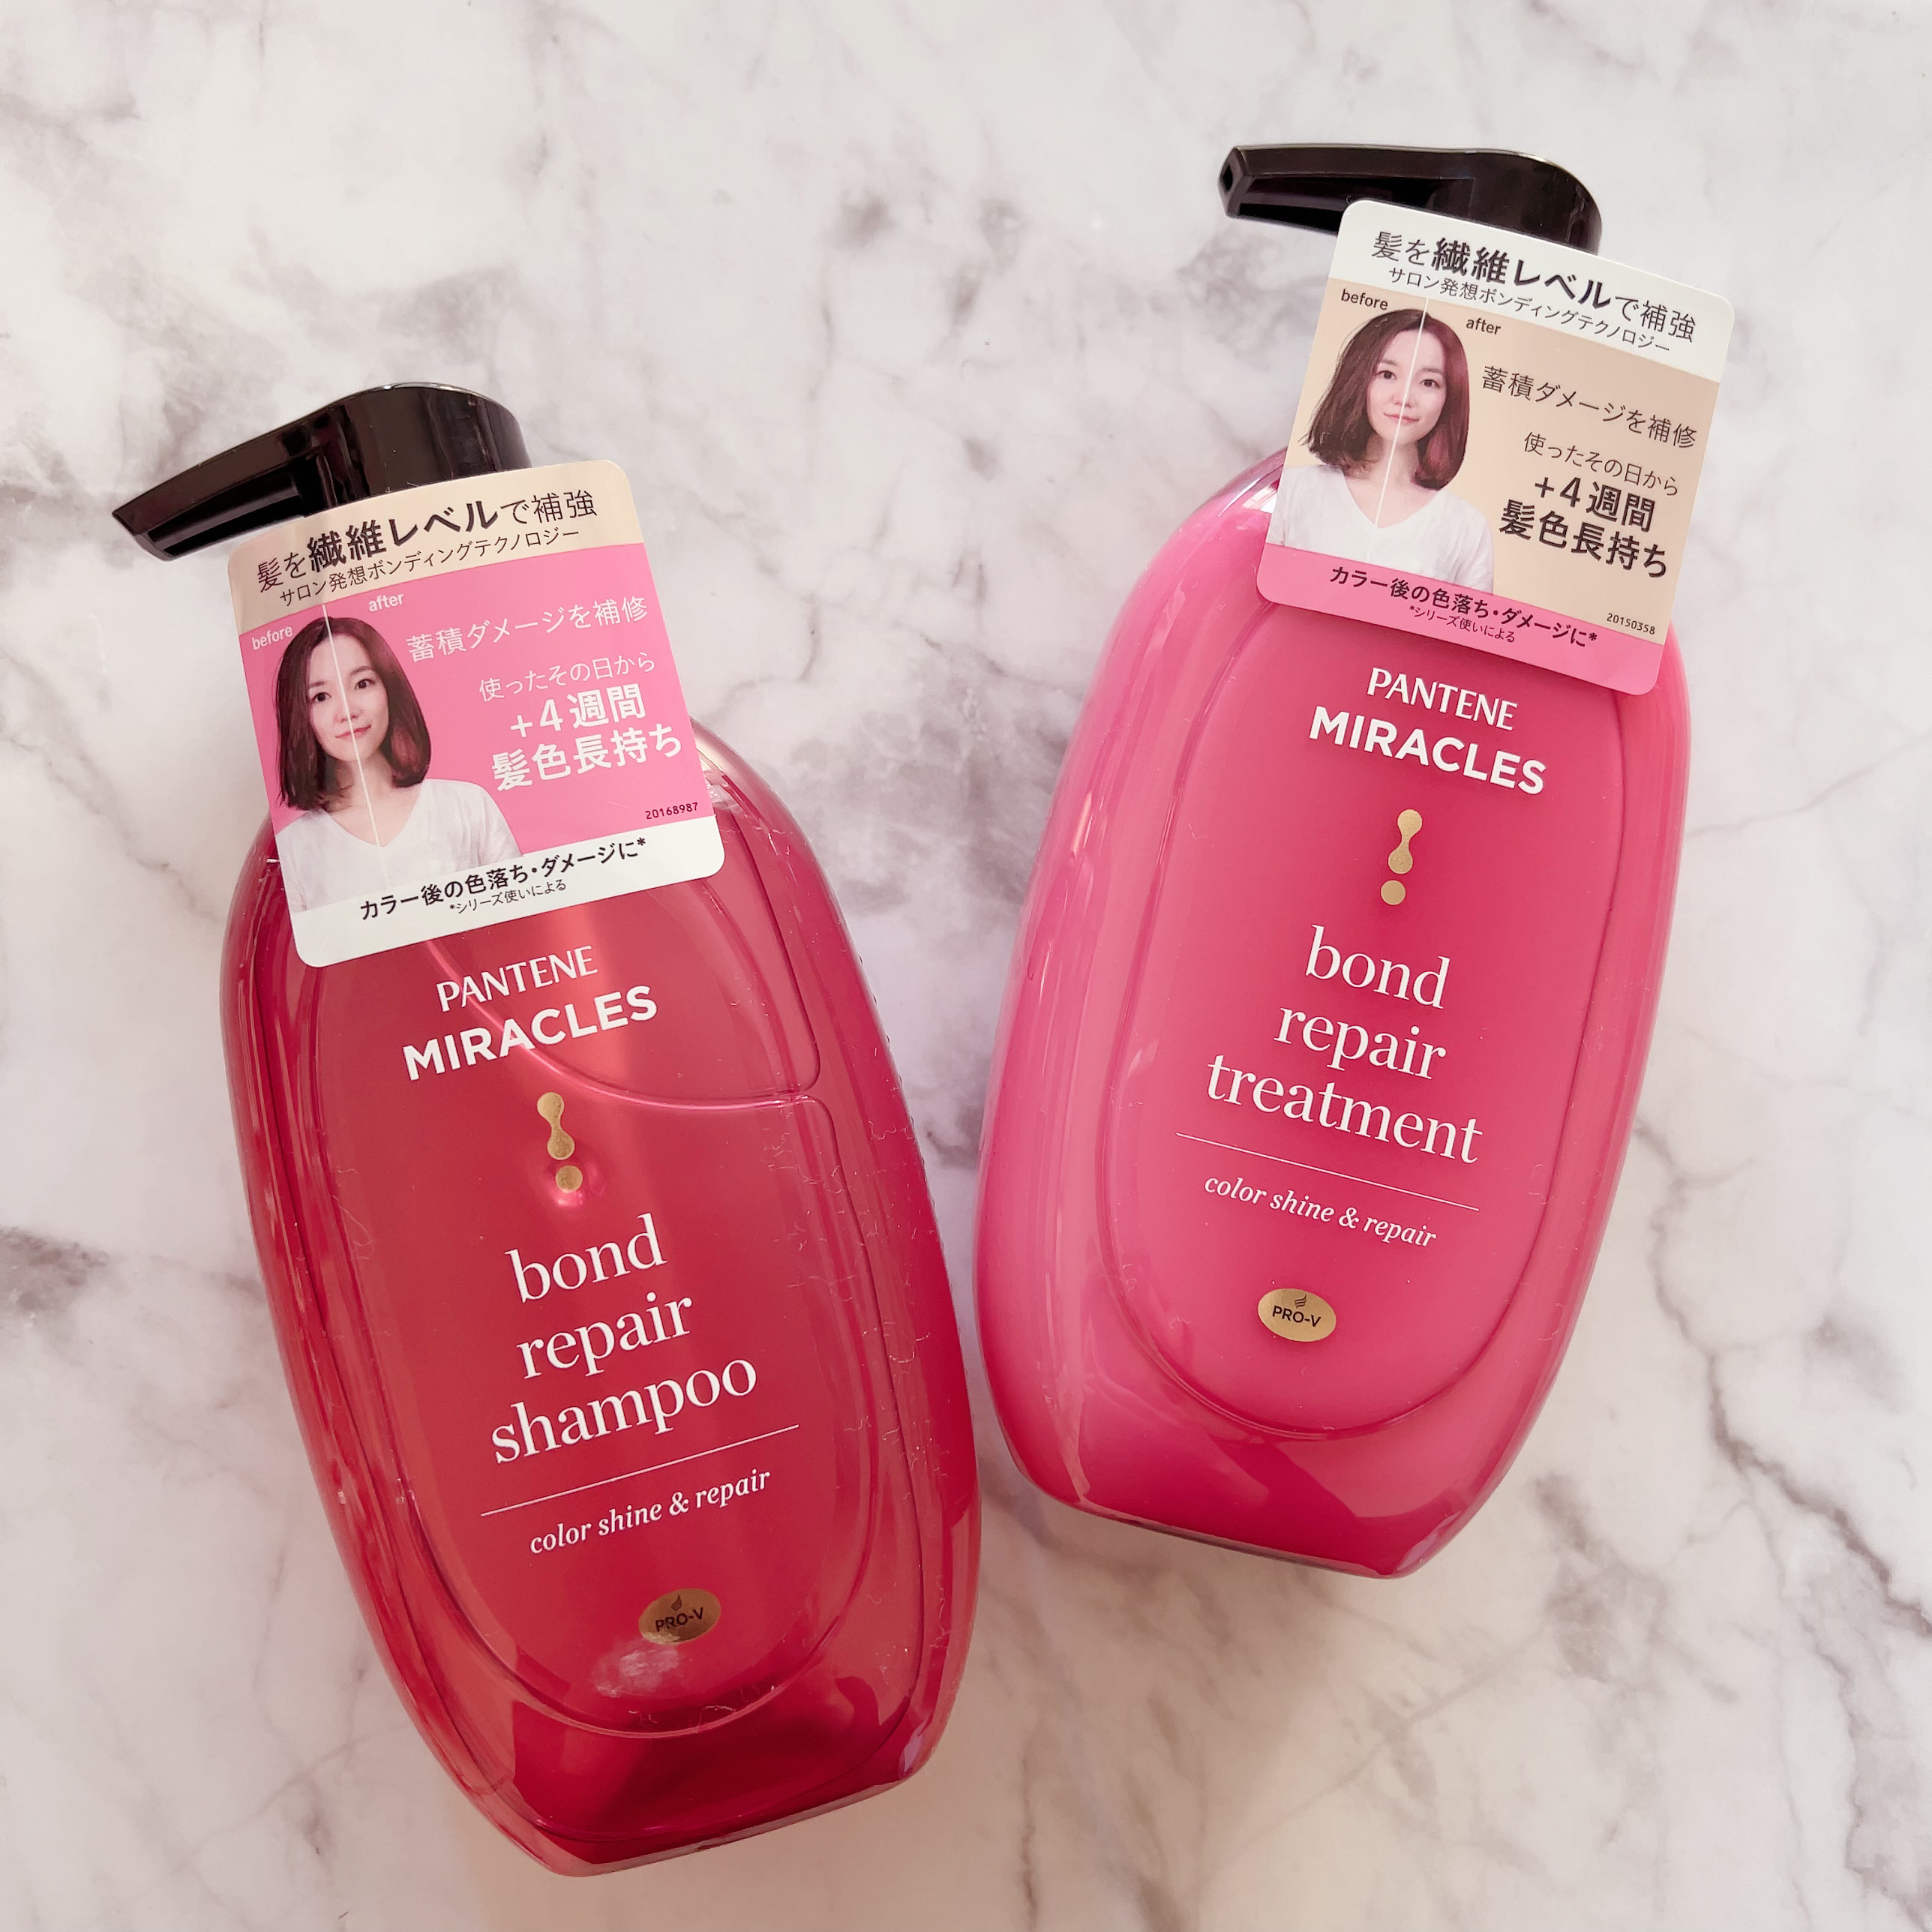 髪を繊維レベルで補強
サロン発想ボンディングテクノロジー
before
after
蓄積ダメージを補修
使ったその日から
+4週間
髪色長持ち
20168987
カラー後の色落ち・ダメージに*
*シリーズ使いによる
PANTENE
MIRACLES
bond
repair
shampoo
color shine & repair
PRO-V
髪を繊維レベルで補強
サロン発想ボンディングテクノロジー
before
after
蓄積ダメージを補修
使ったその日から
+4週間
髪色長持ち
20150358
カラー後の色落ち・ダメージに*
*シリーズ使いによる
PANTENE
MIRACLES
bond
repair
treatment
color shine & repair
PRO-V